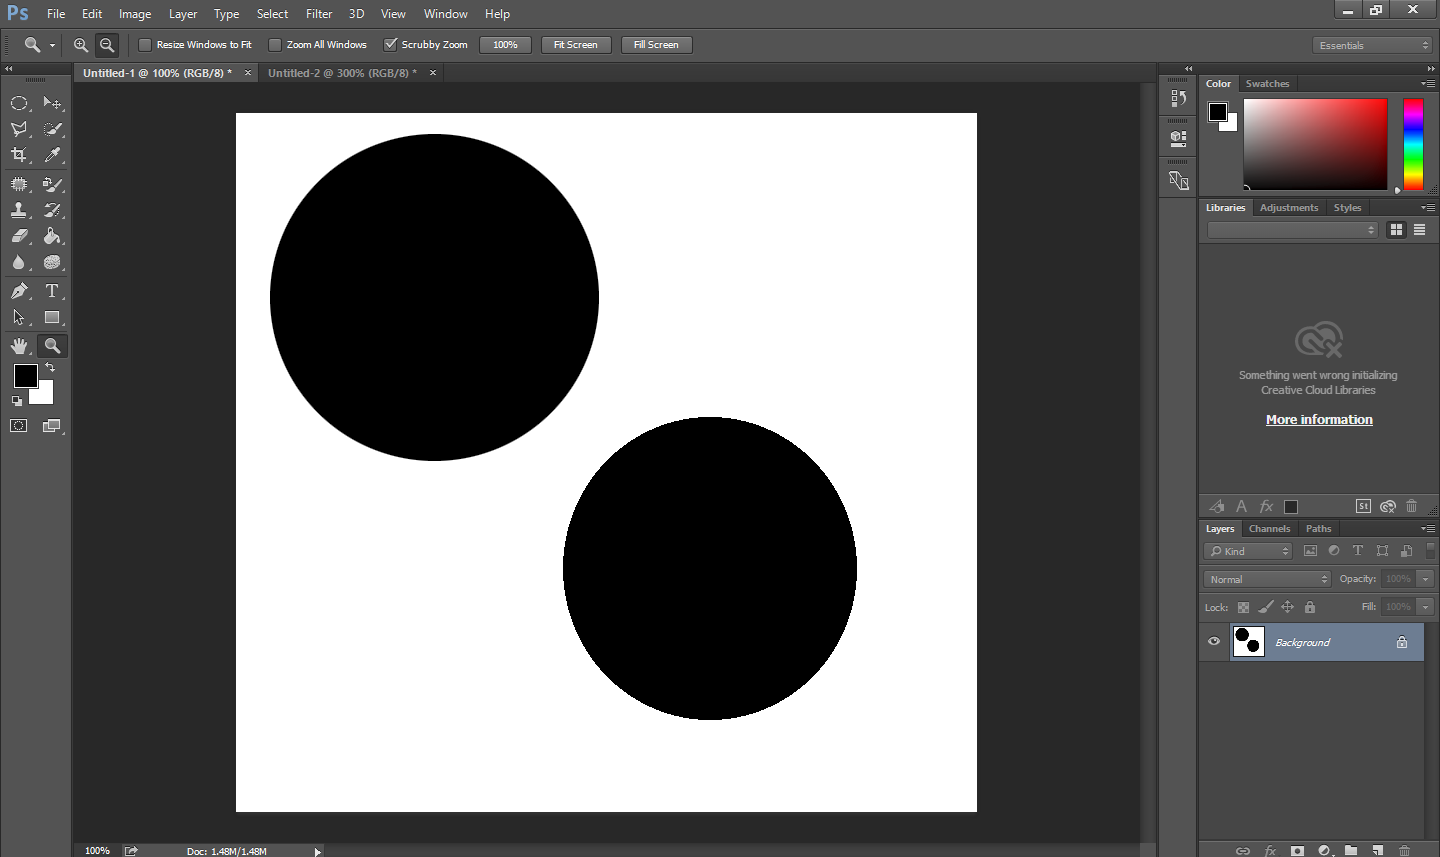 Ps File Edit Image Layer Type Select Filter 3D View Window Help
Resize Windows to Fit Zoom All Windows Scrubby Zoom 100% Fit Screen Fill Screen Essentials
Untitled-1 @ 100% (RGB/8) * × Untitled-2 @ 300% (RGB/8) * ×
Color Swatches
Libraries Adjustments Styles
Something went wrong initializing
Creative Cloud Libraries
More information
A fx St
Layers Channels Paths
Kind T
Normal Opacity: 100%
Lock: Fill: 100%
Background
100% Doc: 1.48M/1.48M
fx